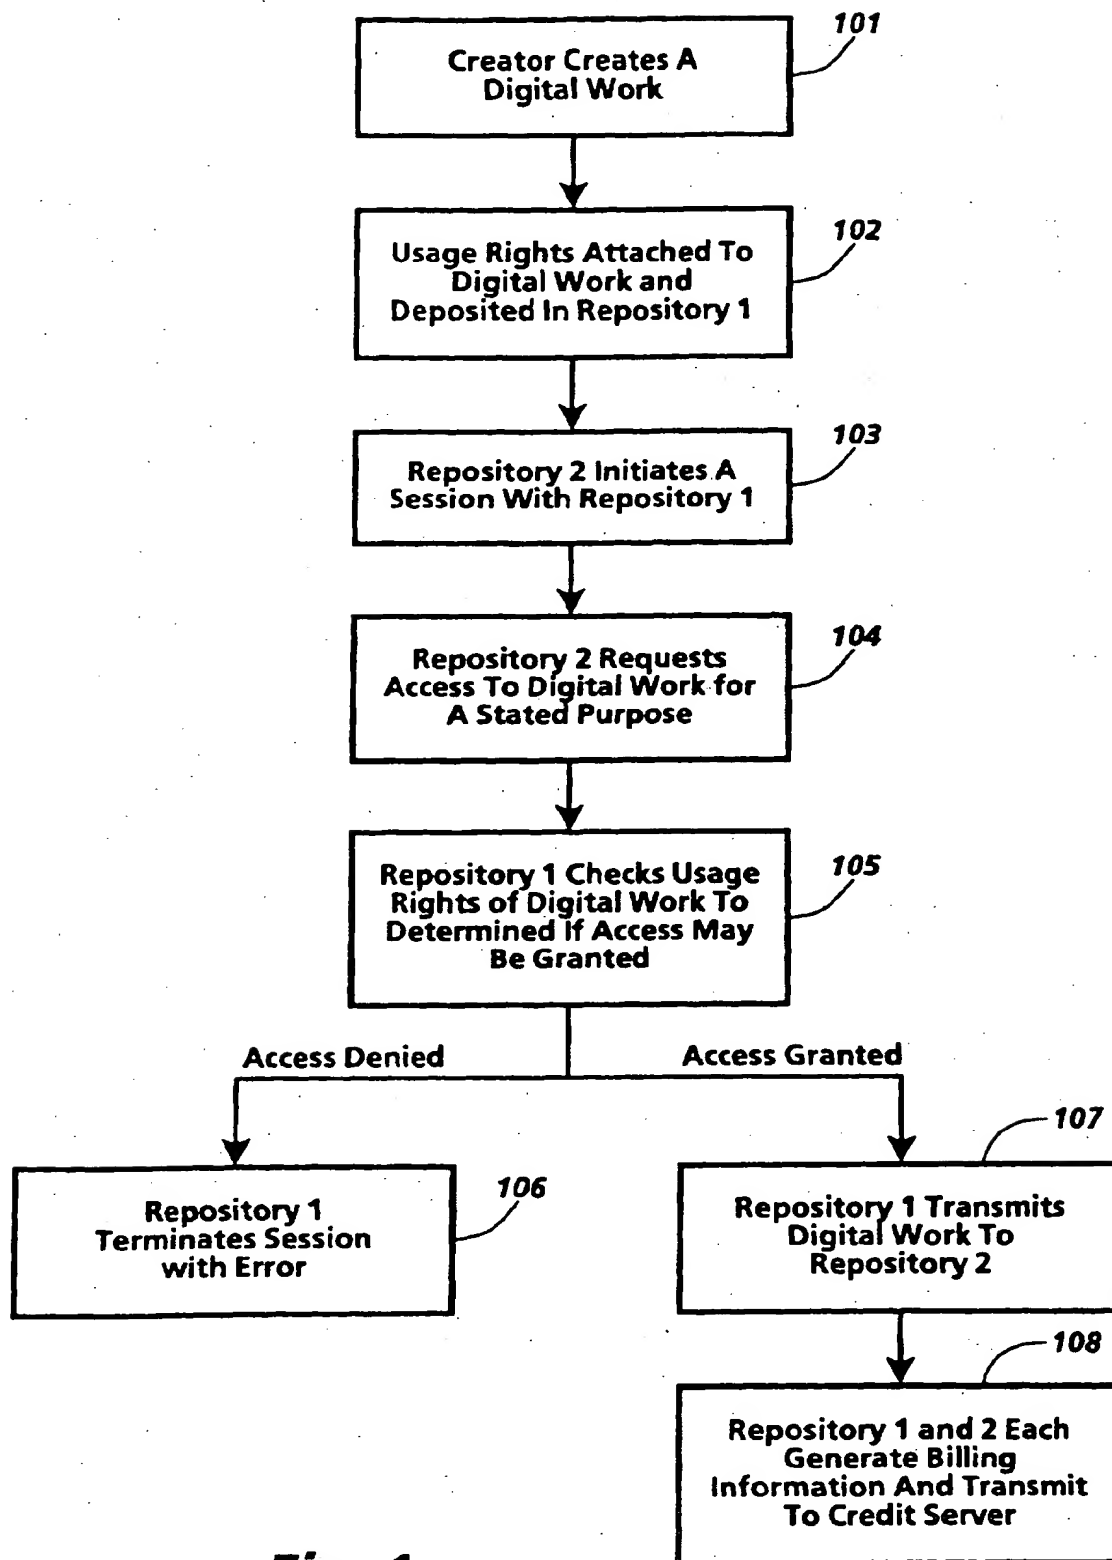 101
Creator Creates A
Digital Work
102
Usage Rights Attached To
Digital Work and
Deposited In Repository 1
103
Repository 2 Initiates A
Session With Repository 1
104
Repository 2 Requests
Access To Digital Work for
A Stated Purpose
105
Repository 1 Checks Usage
Rights of Digital Work To
Determined If Access May
Be Granted
Access Denied
Access Granted
107
106
Repository 1
Terminates Session
with Error
Repository 1 Transmits
Digital Work To
Repository 2
108
Repository 1 and 2 Each
Generate Billing
Information And Transmit
To Credit Server